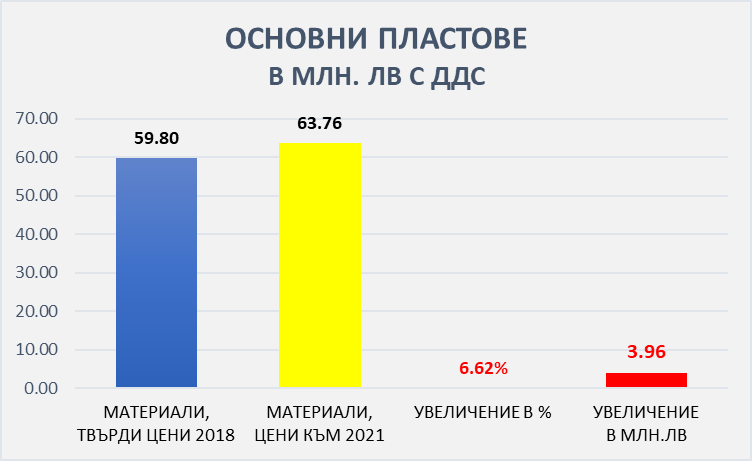 ОСНОВНИ ПЛАСТОВЕ
В МЛН. ЛВ С ДДС
70.00
60.00
50.00
40.00
30.00
20.00
10.00
0.00
59.80
63.76
6.62%
3.96
МАТЕРИАЛИ,
ТВЪРДИ ЦЕНИ 2018
МАТЕРИАЛИ,
ЦЕНИ КЪМ 2021
УВЕЛИЧЕНИЕ В %
УВЕЛИЧЕНИЕ
В МЛН.ЛВ